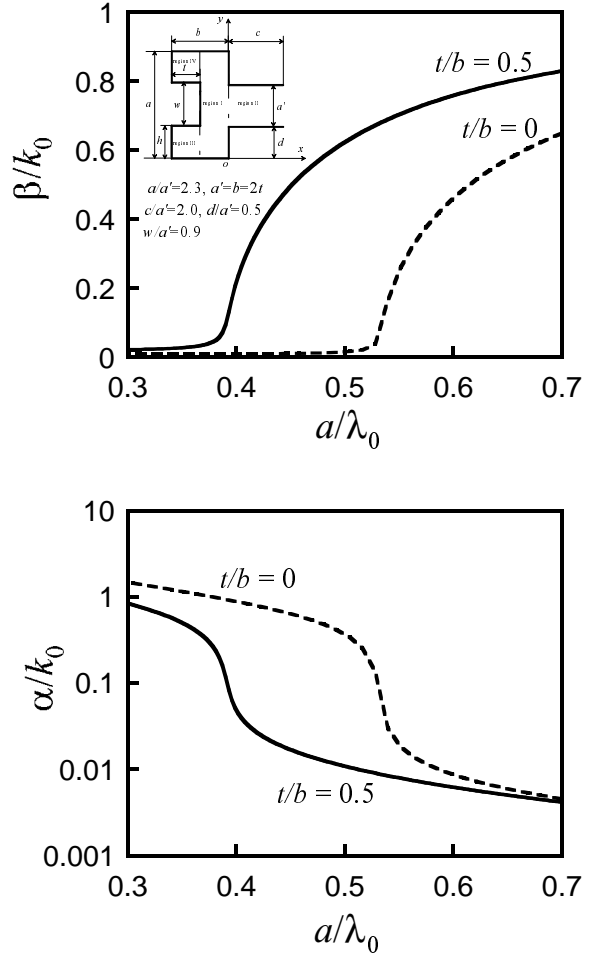 1
0.8
0.6
0.4
0.2
0
β/k0
0.3 0.4 0.5 0.6 0.7
a/λ0
t/b = 0.5
t/b = 0
y
b c
region IV
t
a w region I region II a'
h region III d
o x
a/a'=2.3, a'=b=2t
c/a'=2.0, d/a'=0.5
w/a'=0.9
10
1
0.1
0.01
0.001
α/k0
t/b = 0
t/b = 0.5
0.3 0.4 0.5 0.6 0.7
a/λ0